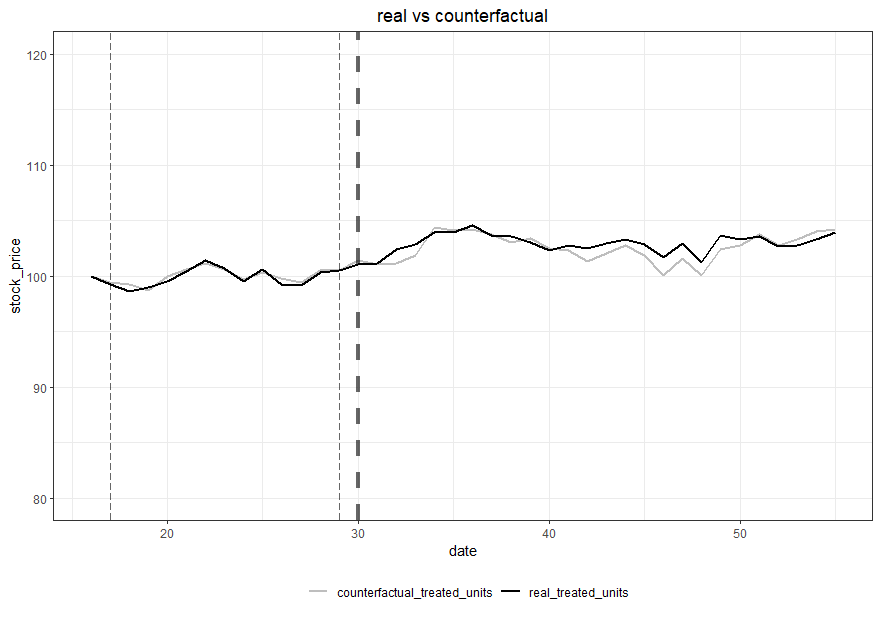 real vs counterfactual
120
110
100
90
80
stock_price
20 30 40 50
date
counterfactual_treated_units real_treated_units